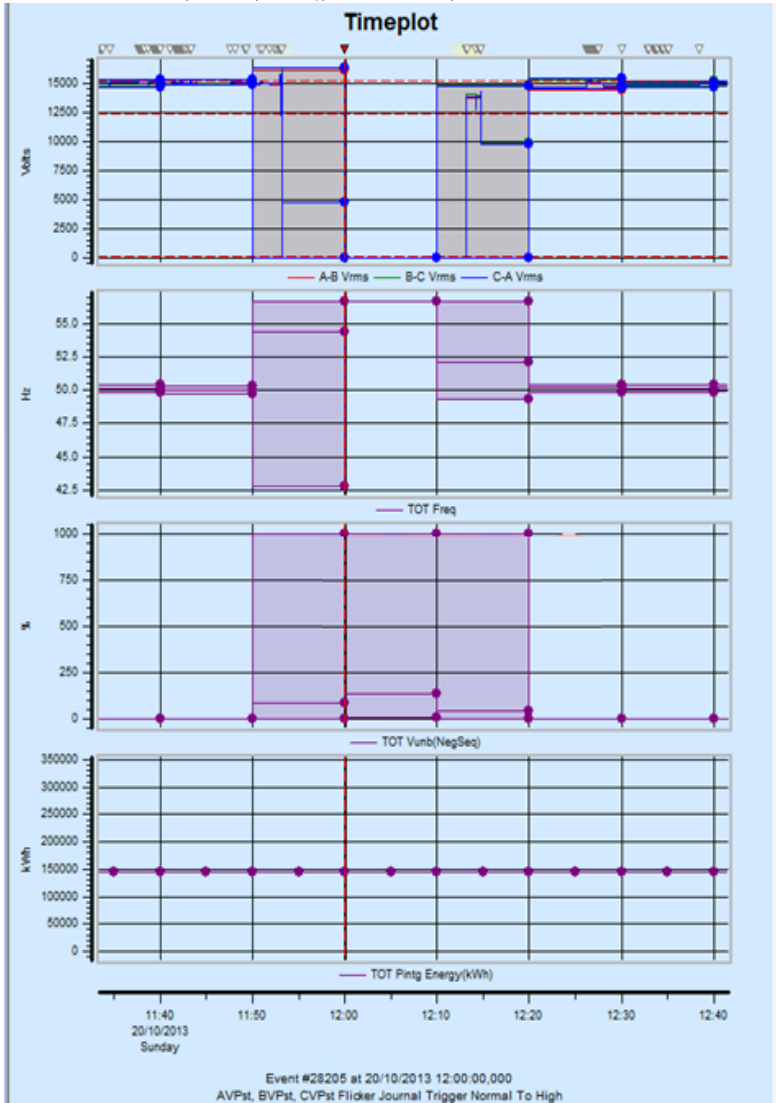 Timeplot
15000
12500
10000
7500
5000
2500
0
Volts
A-B Vrms B-C Vrms C-A Vrms
55.0
52.5
50.0
47.5
45.0
42.5
Hz
TOT Freq
1000
750
500
250
0
%
TOT Vunb(NegSeq)
350000
300000
250000
200000
150000
100000
50000
0
kWh
TOT Pintg Energy(kWh)
11:40 11:50 12:00 12:10 12:20 12:30 12:40
20/10/2013
Sunday
Event #28205 at 20/10/2013 12:00:00,000
AVPst, BVPst, CVPst Flicker Journal Trigger Normal To High